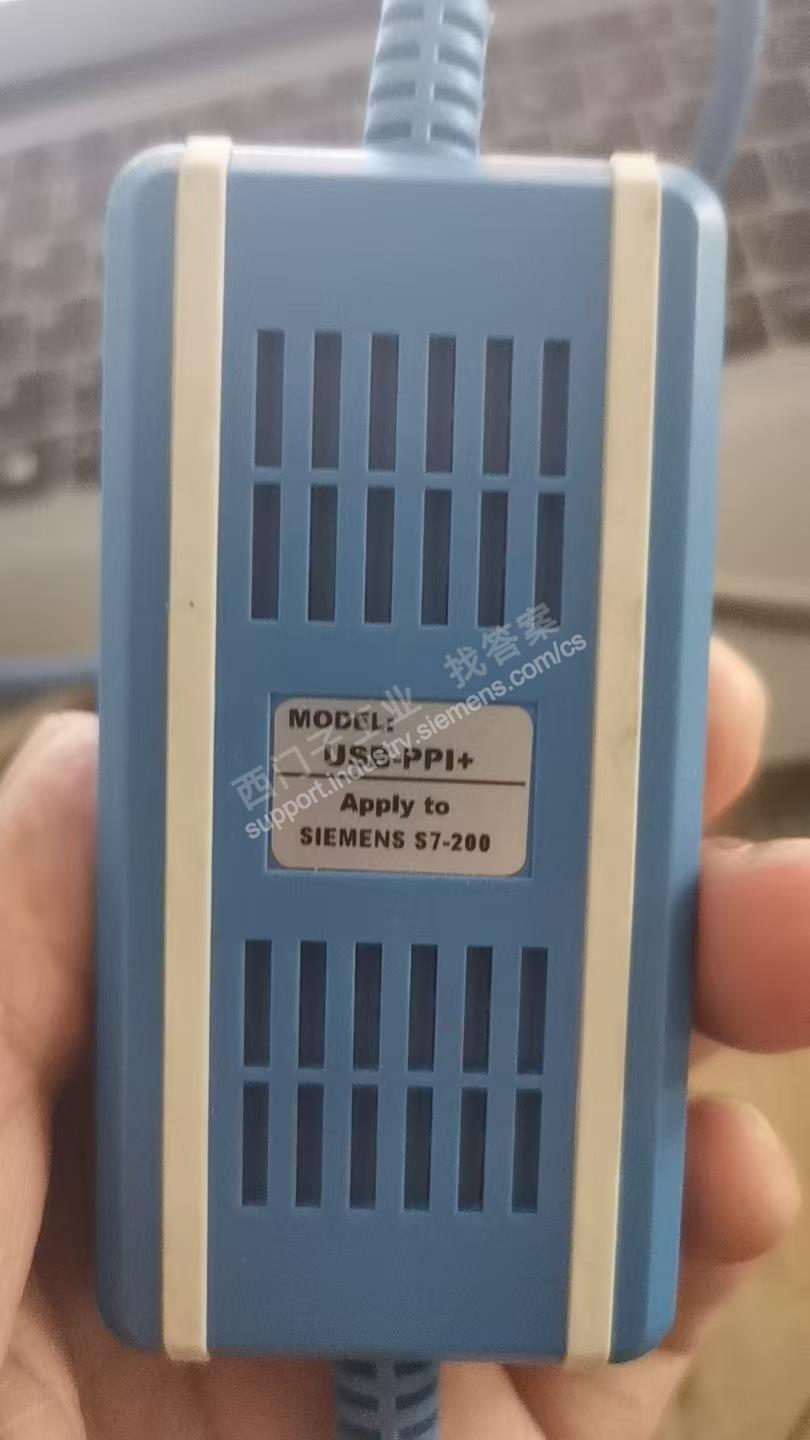 MODEL:
USB-PPI+
Apply to
SIEMENS S7-200
西门子工业 找答案
support.industry.siemens.com/cs